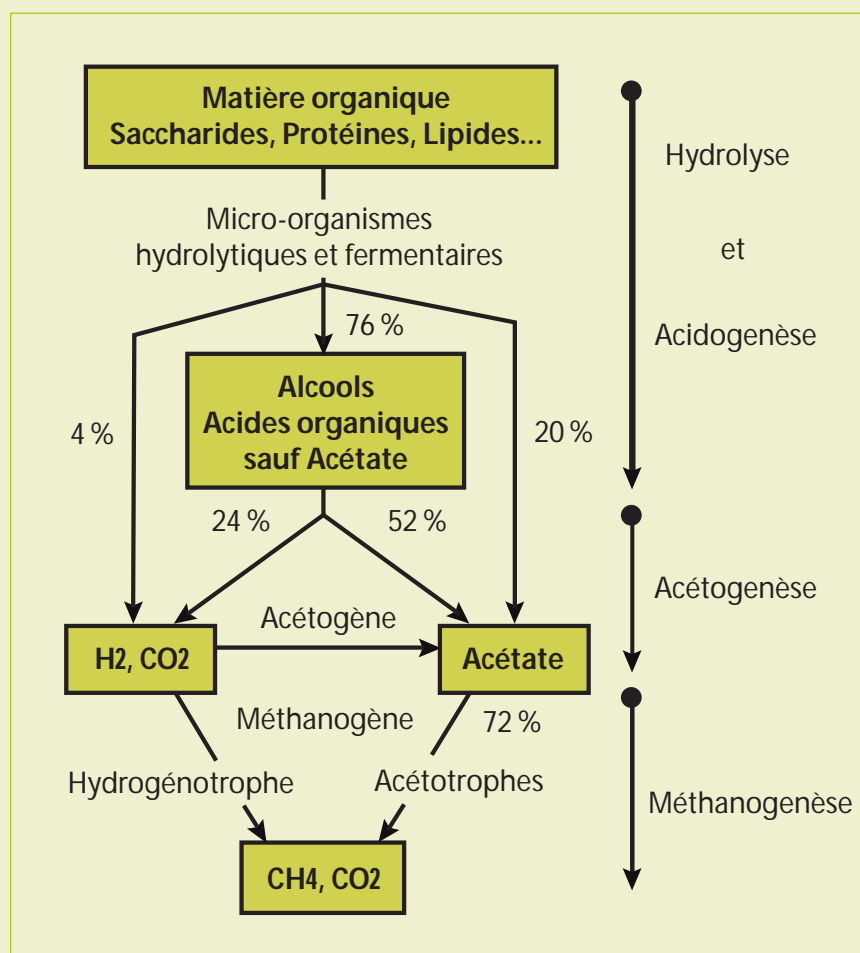 Matière organique
Saccharides, Protéines, Lipides...
Hydrolyse
Micro-organismes
hydrolytiques et fermentaires
et
76 %
Acidogenèse
Alcools
Acides organiques
sauf Acétate
4 %
20 %
24 %
52 %
Acétogenèse
Acétogène
H2, CO2
Acétate
Méthanogène
72 %
Hydrogénotrophe
Acétotrophes
Méthanogenèse
CH4, CO2